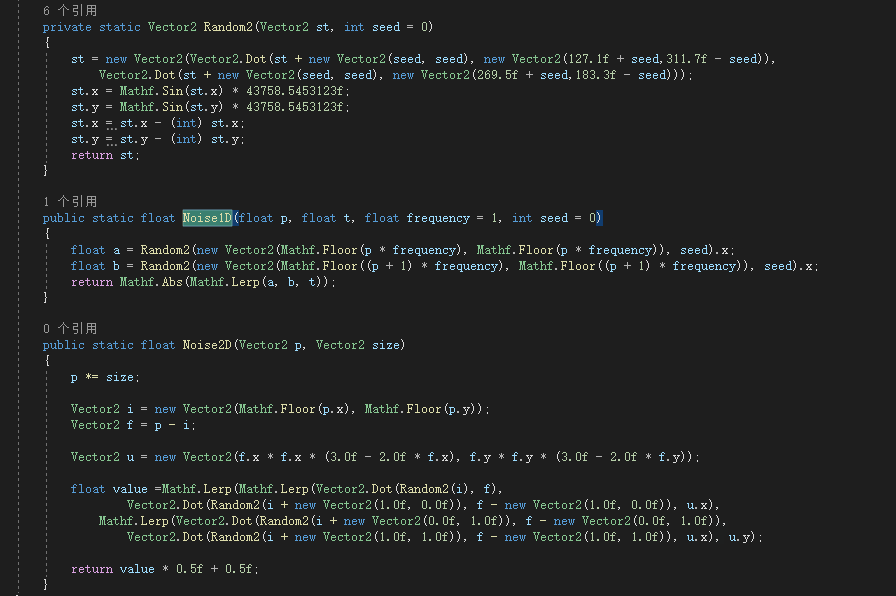 6 个引用
private static Vector2 Random2(Vector2 st, int seed = 0)
{
st = new Vector2(Vector2.Dot(st + new Vector2(seed, seed), new Vector2(127.1f + seed,311.7f - seed)),
Vector2.Dot(st + new Vector2(seed, seed), new Vector2(269.5f + seed,183.3f - seed)));
st.x = Mathf.Sin(st.x) * 43758.5453123f;
st.y = Mathf.Sin(st.y) * 43758.5453123f;
st.x = st.x - (int) st.x;
st.y = st.y - (int) st.y;
return st;
}
1 个引用
public static float Noise1D(float p, float t, float frequency = 1, int seed = 0)
{
float a = Random2(new Vector2(Mathf.Floor(p * frequency), Mathf.Floor(p * frequency)), seed).x;
float b = Random2(new Vector2(Mathf.Floor((p + 1) * frequency), Mathf.Floor((p + 1) * frequency)), seed).x;
return Mathf.Abs(Mathf.Lerp(a, b, t));
}
0 个引用
public static float Noise2D(Vector2 p, Vector2 size)
{
p *= size;
Vector2 i = new Vector2(Mathf.Floor(p.x), Mathf.Floor(p.y));
Vector2 f = p - i;
Vector2 u = new Vector2(f.x * f.x * (3.0f - 2.0f * f.x), f.y * f.y * (3.0f - 2.0f * f.y));
float value =Mathf.Lerp(Mathf.Lerp(Vector2.Dot(Random2(i), f),
Vector2.Dot(Random2(i + new Vector2(1.0f, 0.0f)), f - new Vector2(1.0f, 0.0f)), u.x),
Mathf.Lerp(Vector2.Dot(Random2(i + new Vector2(0.0f, 1.0f)), f - new Vector2(0.0f, 1.0f)),
Vector2.Dot(Random2(i + new Vector2(1.0f, 1.0f)), f - new Vector2(1.0f, 1.0f)), u.x), u.y);
return value * 0.5f + 0.5f;
}